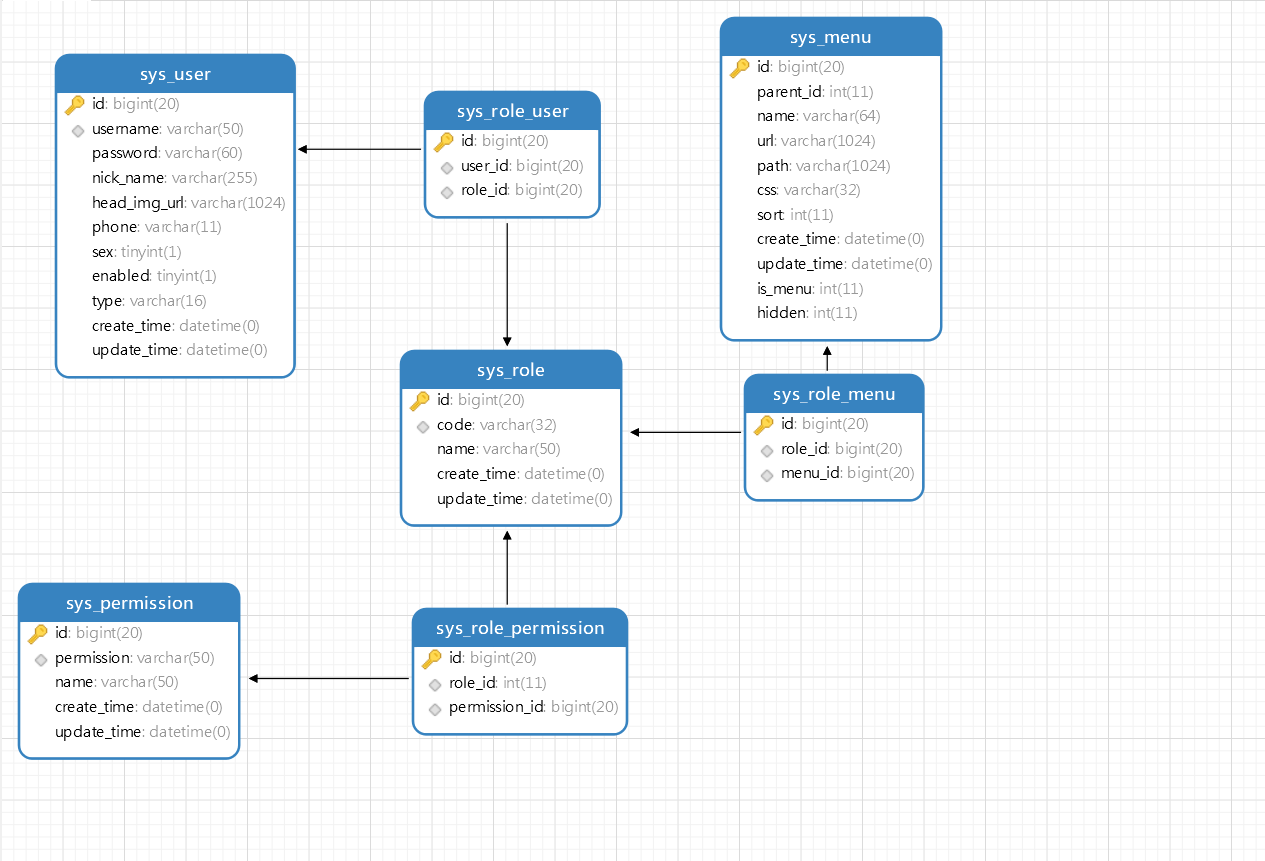 sys_user
id: bigint(20)
username: varchar(50)
password: varchar(60)
nick_name: varchar(255)
head_img_url: varchar(1024)
phone: varchar(11)
sex: tinyint(1)
enabled: tinyint(1)
type: varchar(16)
create_time: datetime(0)
update_time: datetime(0)
sys_role_user
id: bigint(20)
user_id: bigint(20)
role_id: bigint(20)
sys_menu
id: bigint(20)
parent_id: int(11)
name: varchar(64)
url: varchar(1024)
path: varchar(1024)
css: varchar(32)
sort: int(11)
create_time: datetime(0)
update_time: datetime(0)
is_menu: int(11)
hidden: int(11)
sys_role
id: bigint(20)
code: varchar(32)
name: varchar(50)
create_time: datetime(0)
update_time: datetime(0)
sys_role_menu
id: bigint(20)
role_id: bigint(20)
menu_id: bigint(20)
sys_permission
id: bigint(20)
permission: varchar(50)
name: varchar(50)
create_time: datetime(0)
update_time: datetime(0)
sys_role_permission
id: bigint(20)
role_id: int(11)
permission_id: bigint(20)